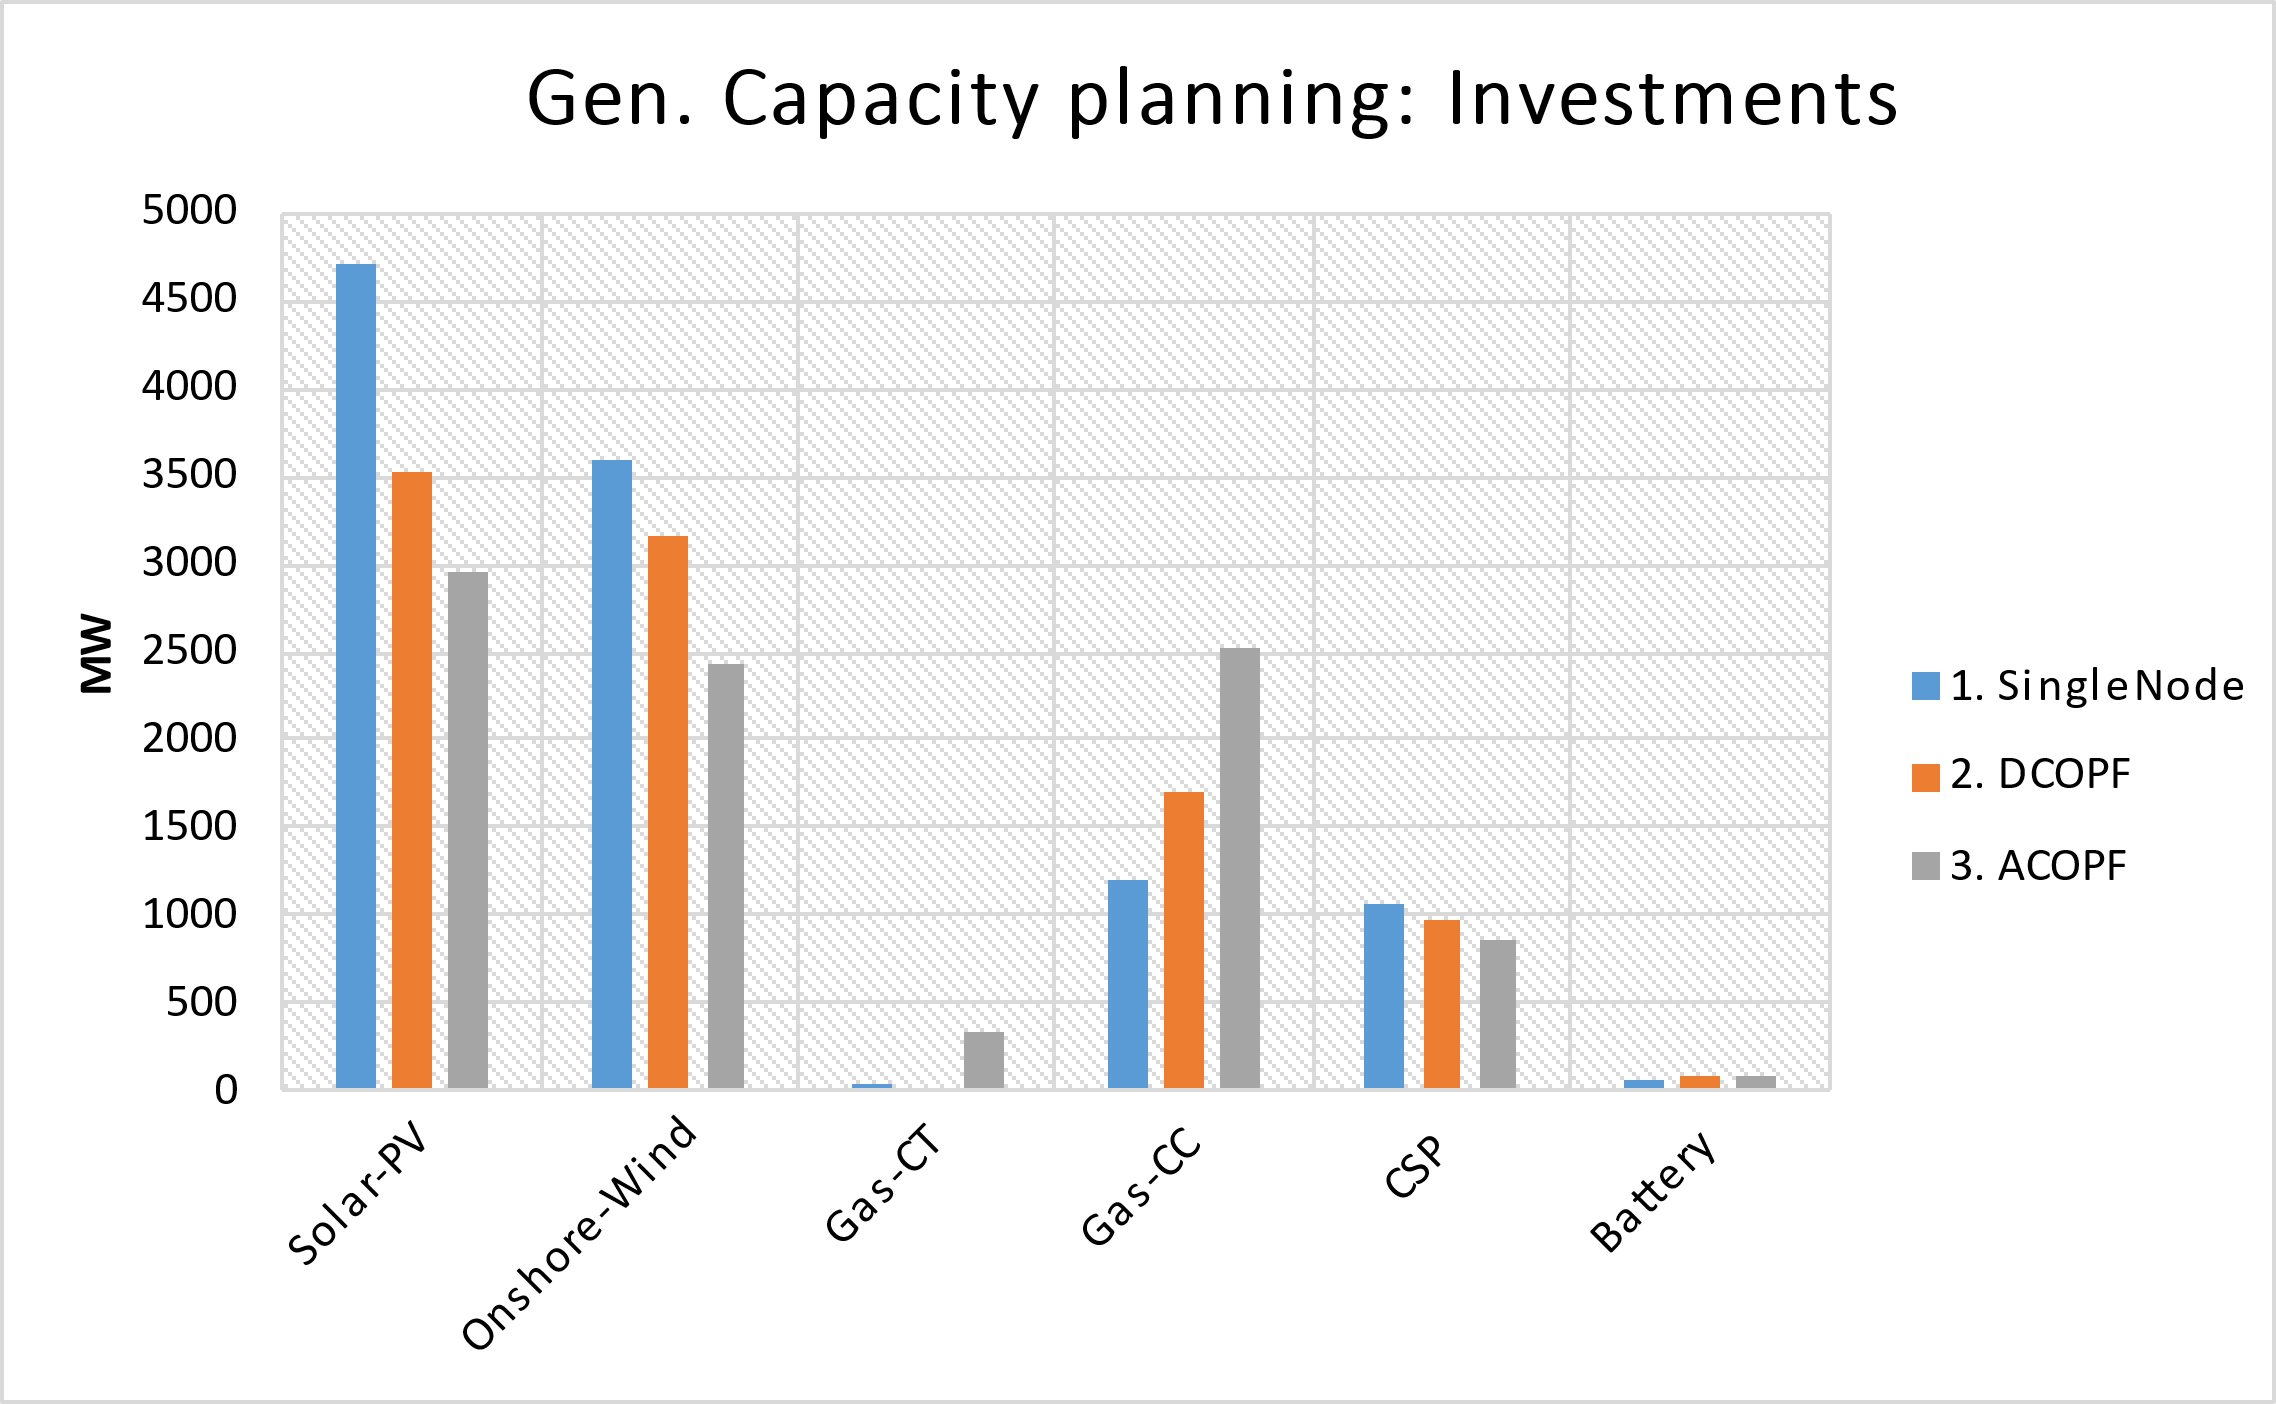 Gen. Capacity planning: Investments
5000
4500
4000
3500
3000
2500
2000
1500
1000
500
0
MW
Solar-PV
Onshore-Wind
Gas-CT
Gas-CC
CSP
Battery
1. SingleNode
2. DCOPF
3. ACOPF